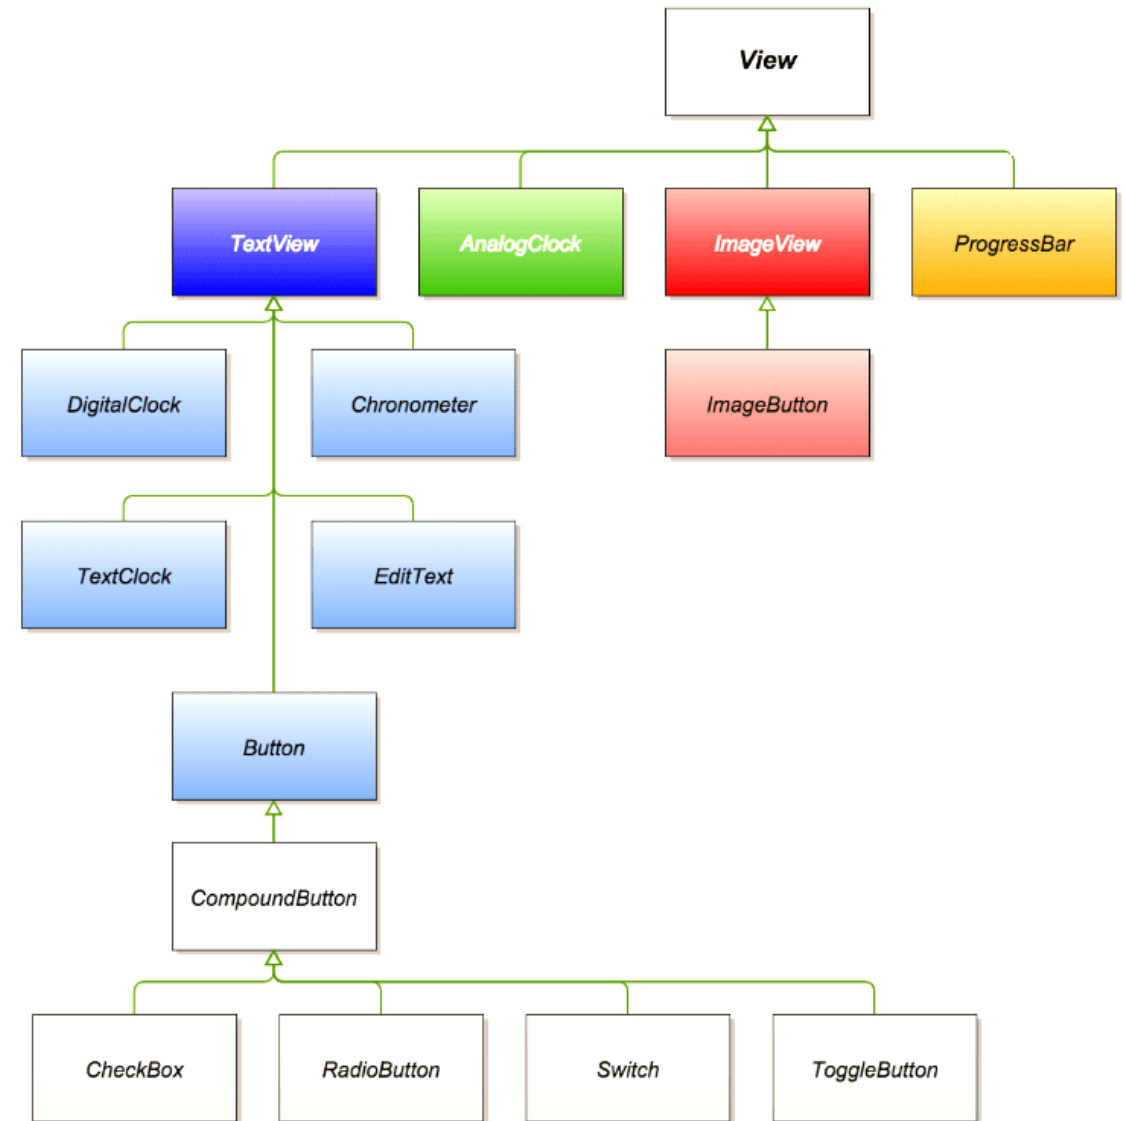 View
TextView
AnalogClock
ImageView
ProgressBar
DigitalClock
Chronometer
ImageButton
TextClock
EditText
Button
CompoundButton
CheckBox
RadioButton
Switch
ToggleButton